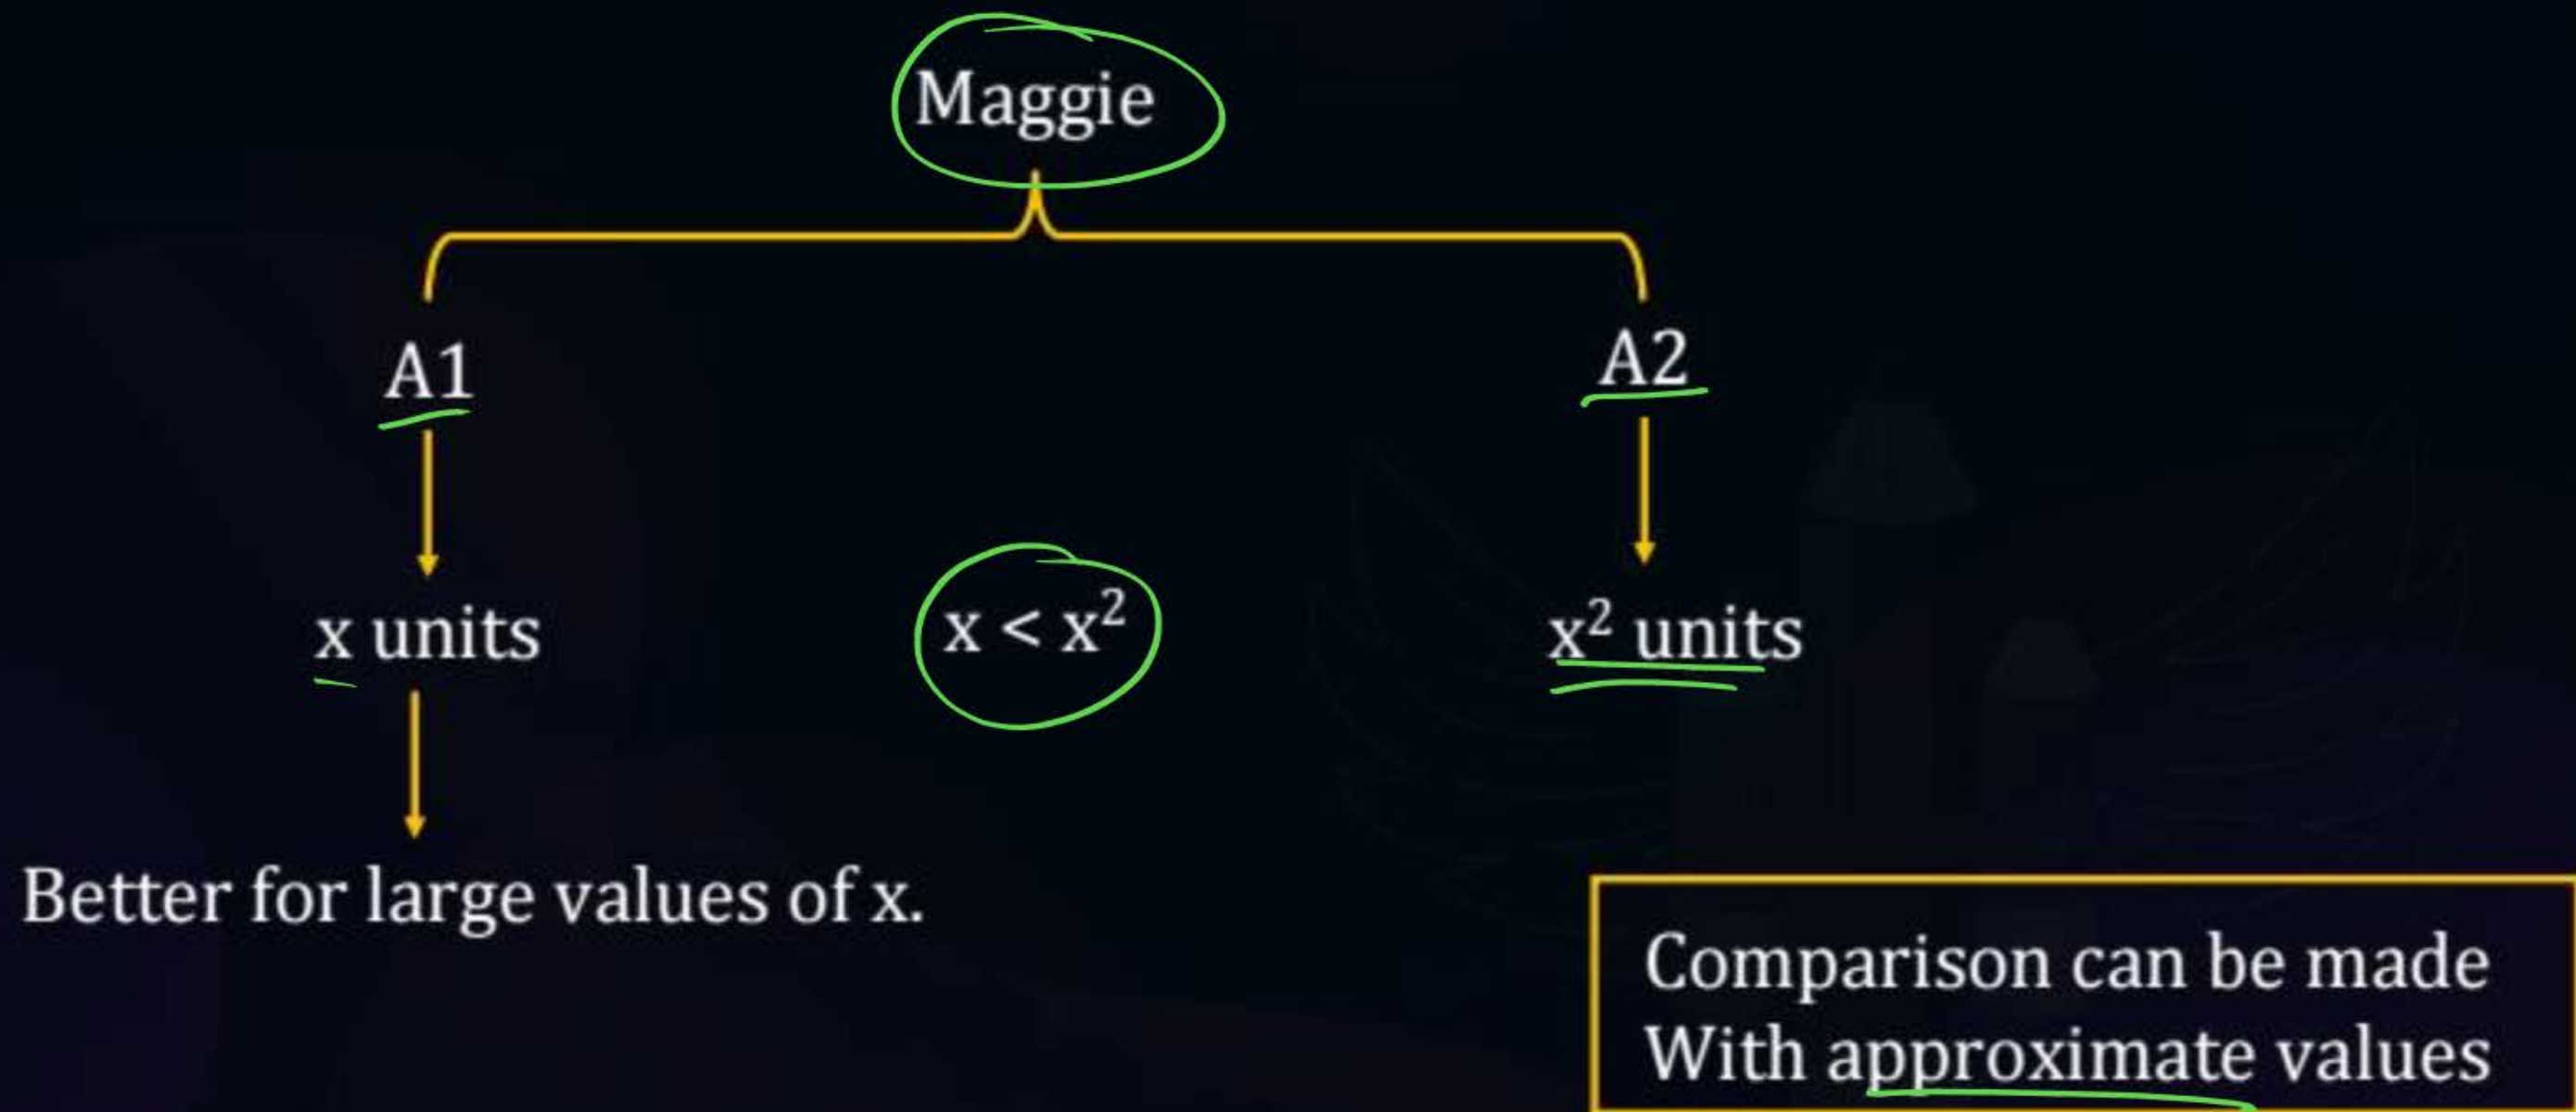 Maggie
A1
A2
x units
x < x²
x² units
Better for large values of x.
Comparison can be made
With approximate values